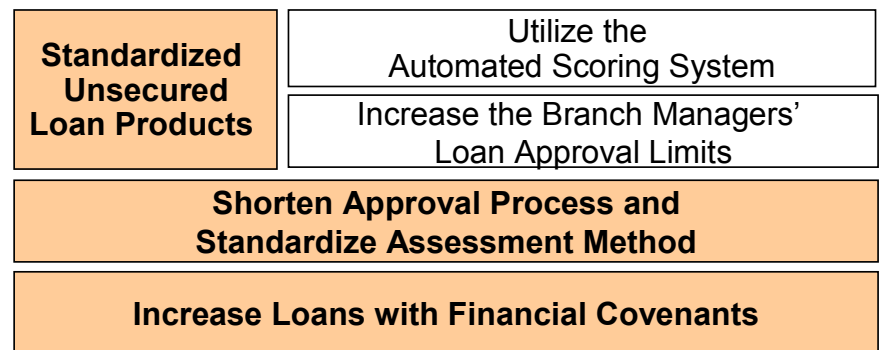 Standardized
Unsecured
Loan Products
Utilize the
Automated Scoring System
Increase the Branch Managers'
Loan Approval Limits
Shorten Approval Process and
Standardize Assessment Method
Increase Loans with Financial Covenants